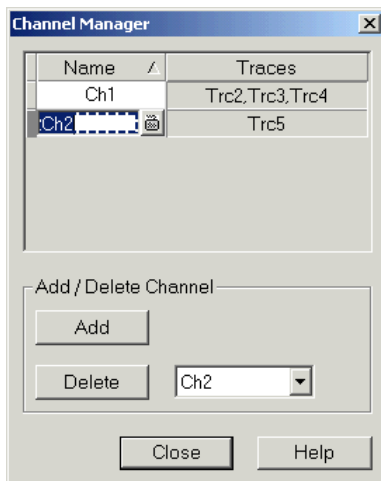 Channel Manager
Name Traces
Ch1 Trc2,Trc3,Trc4
Ch2 Trc5
Add / Delete Channel
Add
Delete Ch2
Close Help